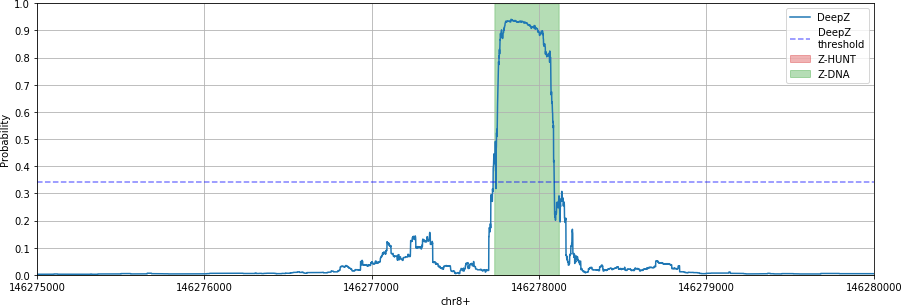 1.0
0.9
0.8
0.7
0.6
0.5
0.4
0.3
0.2
0.1
0.0
Probability
DeepZ
DeepZ
threshold
Z-HUNT
Z-DNA
146275000 146276000 146277000 146278000 146279000 146280000
chr8+